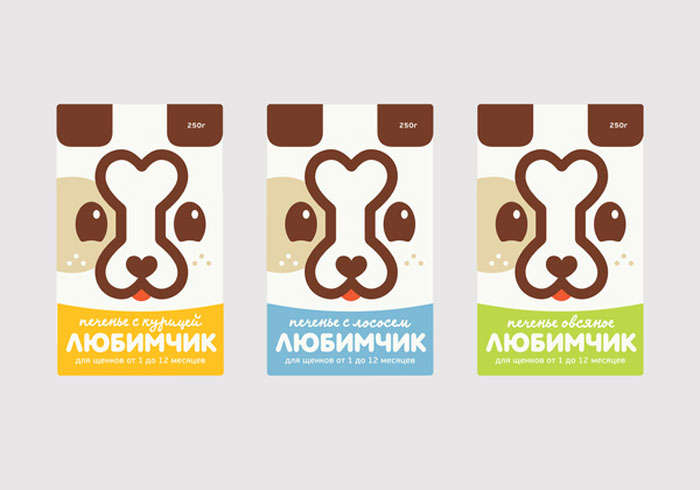 250г
печенье с курицей
ЛЮБИМЧИК
для щенков от 1 до 12 месяцев
250г
печенье с лососем
ЛЮБИМЧИК
для щенков от 1 до 12 месяцев
250г
печенье овсяное
ЛЮБИМЧИК
для щенков от 1 до 12 месяцев